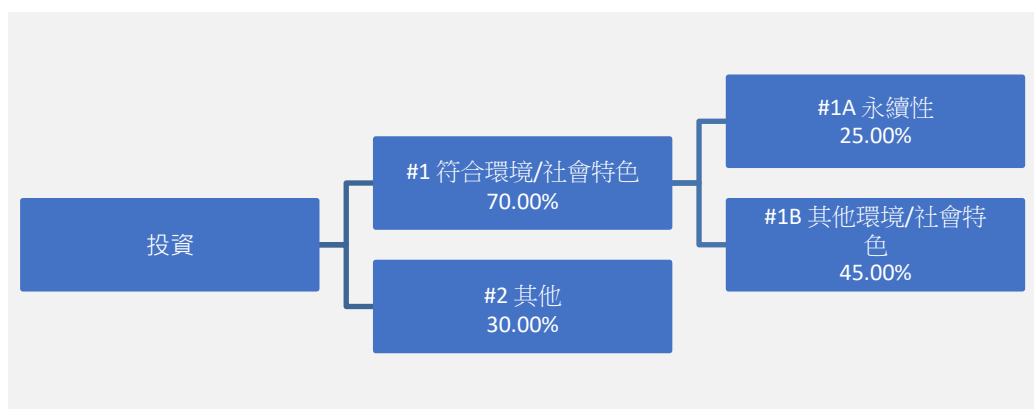 #1A 永續性
25.00%
#1 符合環境/社會特色
70.00%
#1B 其他環境/社會特
色
45.00%
投資
#2 其他
30.00%